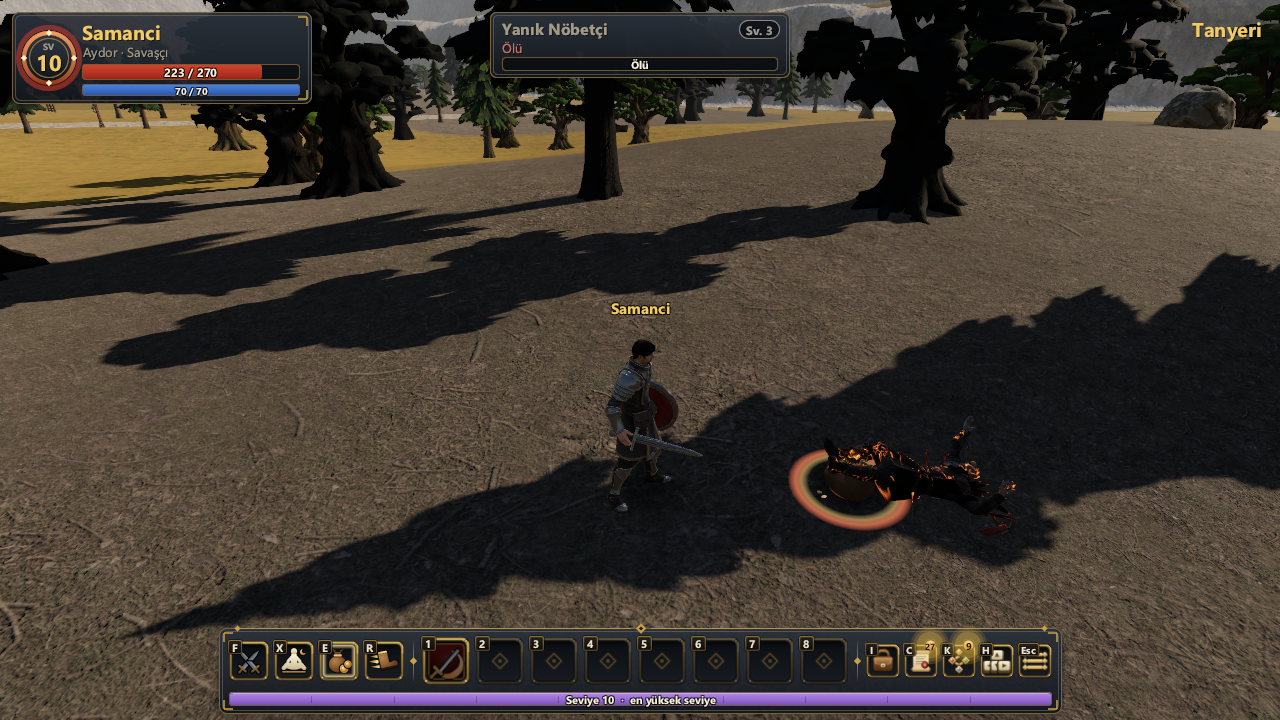 Samanci
Aydor · Savaşçı
SV
10
223 / 270
70 / 70
Yanık Nöbetçi
Sv. 3
Ölü
Ölü
Tanyeri
Samanci
F
X
E
R
1
2
3
4
5
6
7
8
I
C
27
K
9
H
Esc
Seviye 10 · en yüksek seviye